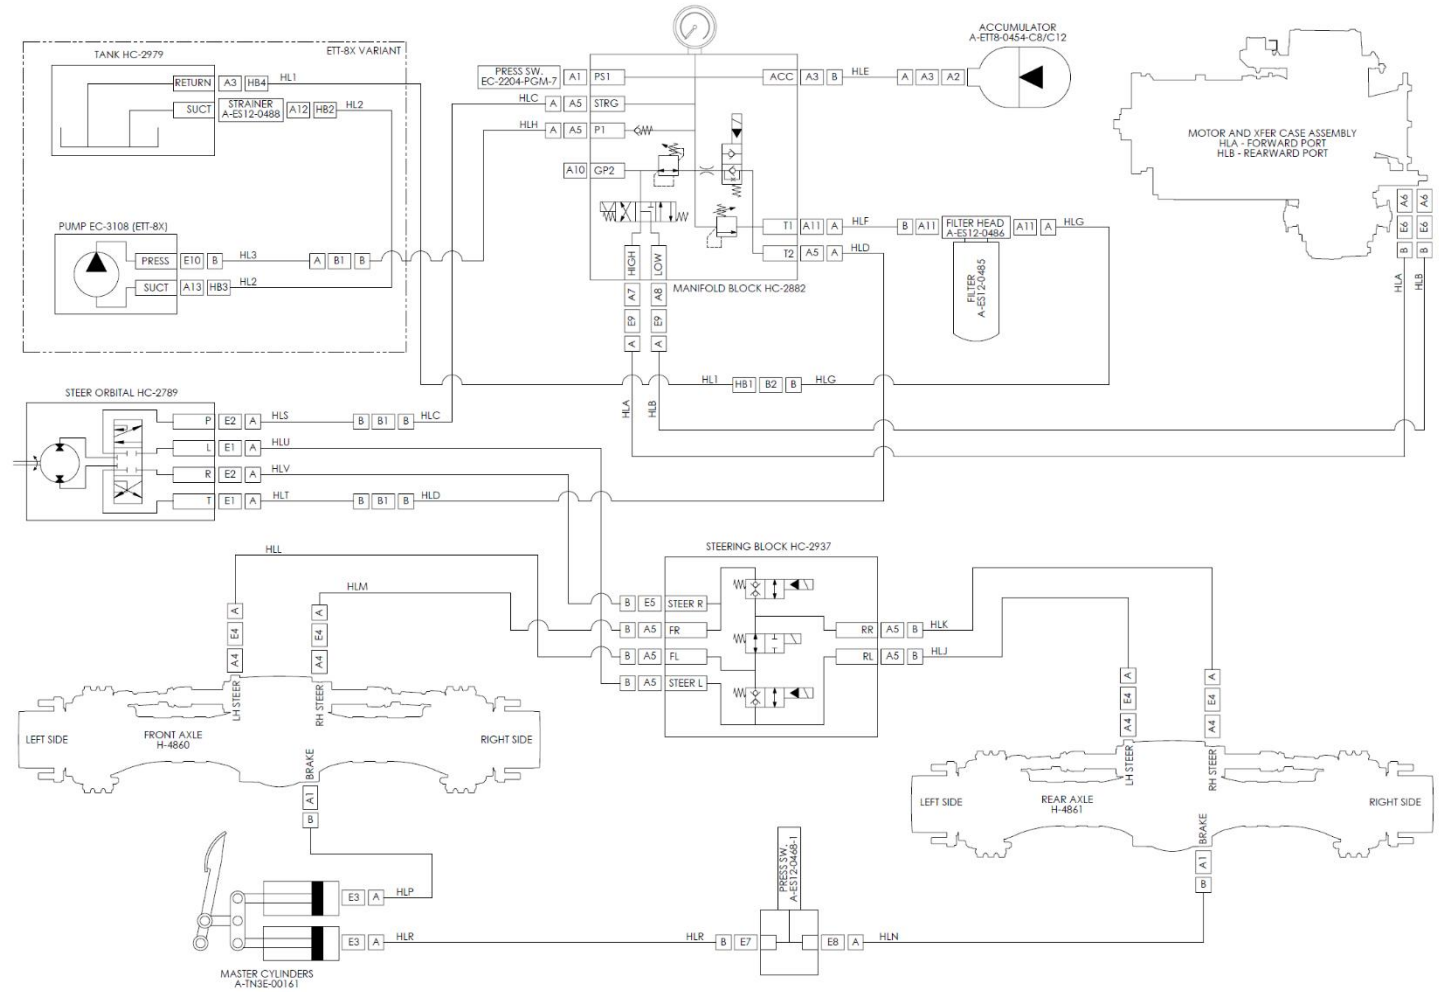 ETT-8X VARIANT
TANK HC-2979
RETURN A3 HB4 HL1
SUCT STRAINER A-ES12-0488 A12 HB2 HL2
PUMP EC-3108 (ETT-8X)
PRESS E10 B HL3 A B1 B
SUCT A13 HB3 HL2
PRESS SW. EC-2204-PGM-7 A1 PS1
HLC A A5 STRG
HLH A A5 P1
A10 GP2
ACC A3 B HLE A A3 A2
ACCUMULATOR
A-ETT8-0454-C8/C12
T1 A11 A HLF B A11 FILTER HEAD A-ES12-0486 A11 A HLG
T2 A5 A HLD
HIGH A7 E9 A
LOW A8 E9 A
MANIFOLD BLOCK HC-2882
FILTER
A-ES12-0485
MOTOR AND XFER CASE ASSEMBLY
HLA - FORWARD PORT
HLB - REARWARD PORT
A6 E6 B HLA
A6 E6 B HLB
HL1 HB1 B2 B HLG
HLA
HLB
STEER ORBITAL HC-2789
P E2 A HLS B B1 B HLC
L E1 A HLU
R E2 A HLV
T E1 A HLT B B1 B HLD
HLL
HLM
A E4 A4 LH STEER
A E4 A4 RH STEER
STEERING BLOCK HC-2937
B E5 STEER R
B A5 FR
B A5 FL
B A5 STEER L
RR A5 B HLK
RL A5 B HLJ
LEFT SIDE
FRONT AXLE
H-4860
RIGHT SIDE
BRAKE A1 B
A E4 A4 LH STEER
A E4 A4 RH STEER
LEFT SIDE
REAR AXLE
H-4861
RIGHT SIDE
BRAKE A1 B
E3 A HLP
E3 A HLR
MASTER CYLINDERS
A-TN3E-00161
PRESS SW.
A-ES12-0468-1
HLR B E7
E8 A HLN